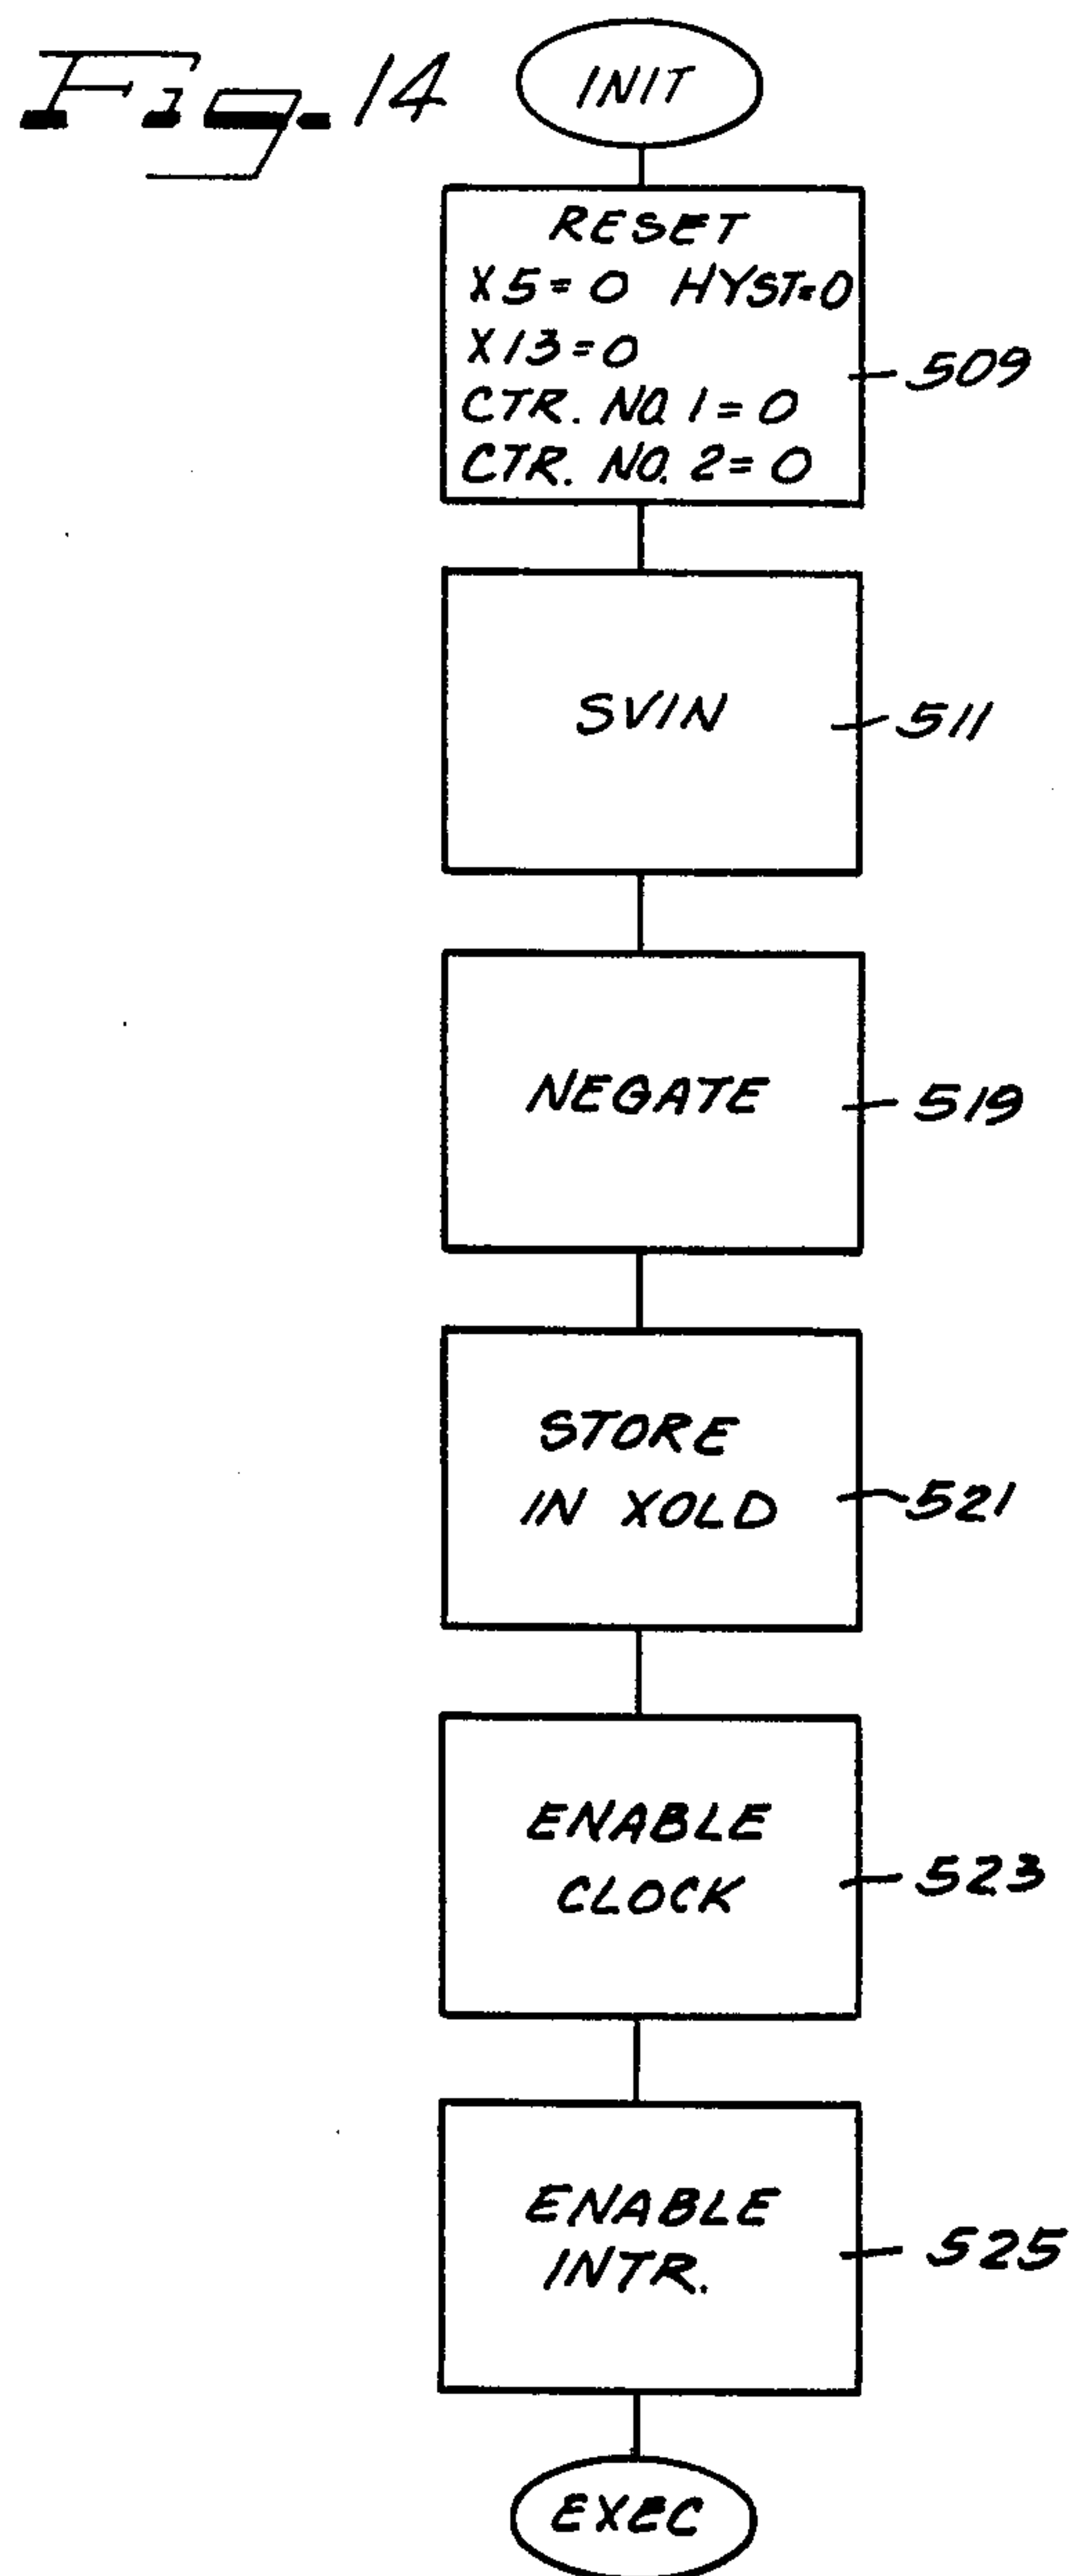 Fig. 14
INIT
RESET
X5=0 HYST=0
X13=0
CTR. NO. 1=0
CTR. NO. 2=0
509
SVIN
511
NEGATE
519
STORE
IN XOLD
521
ENABLE
CLOCK
523
ENABLE
INTR.
525
EXEC